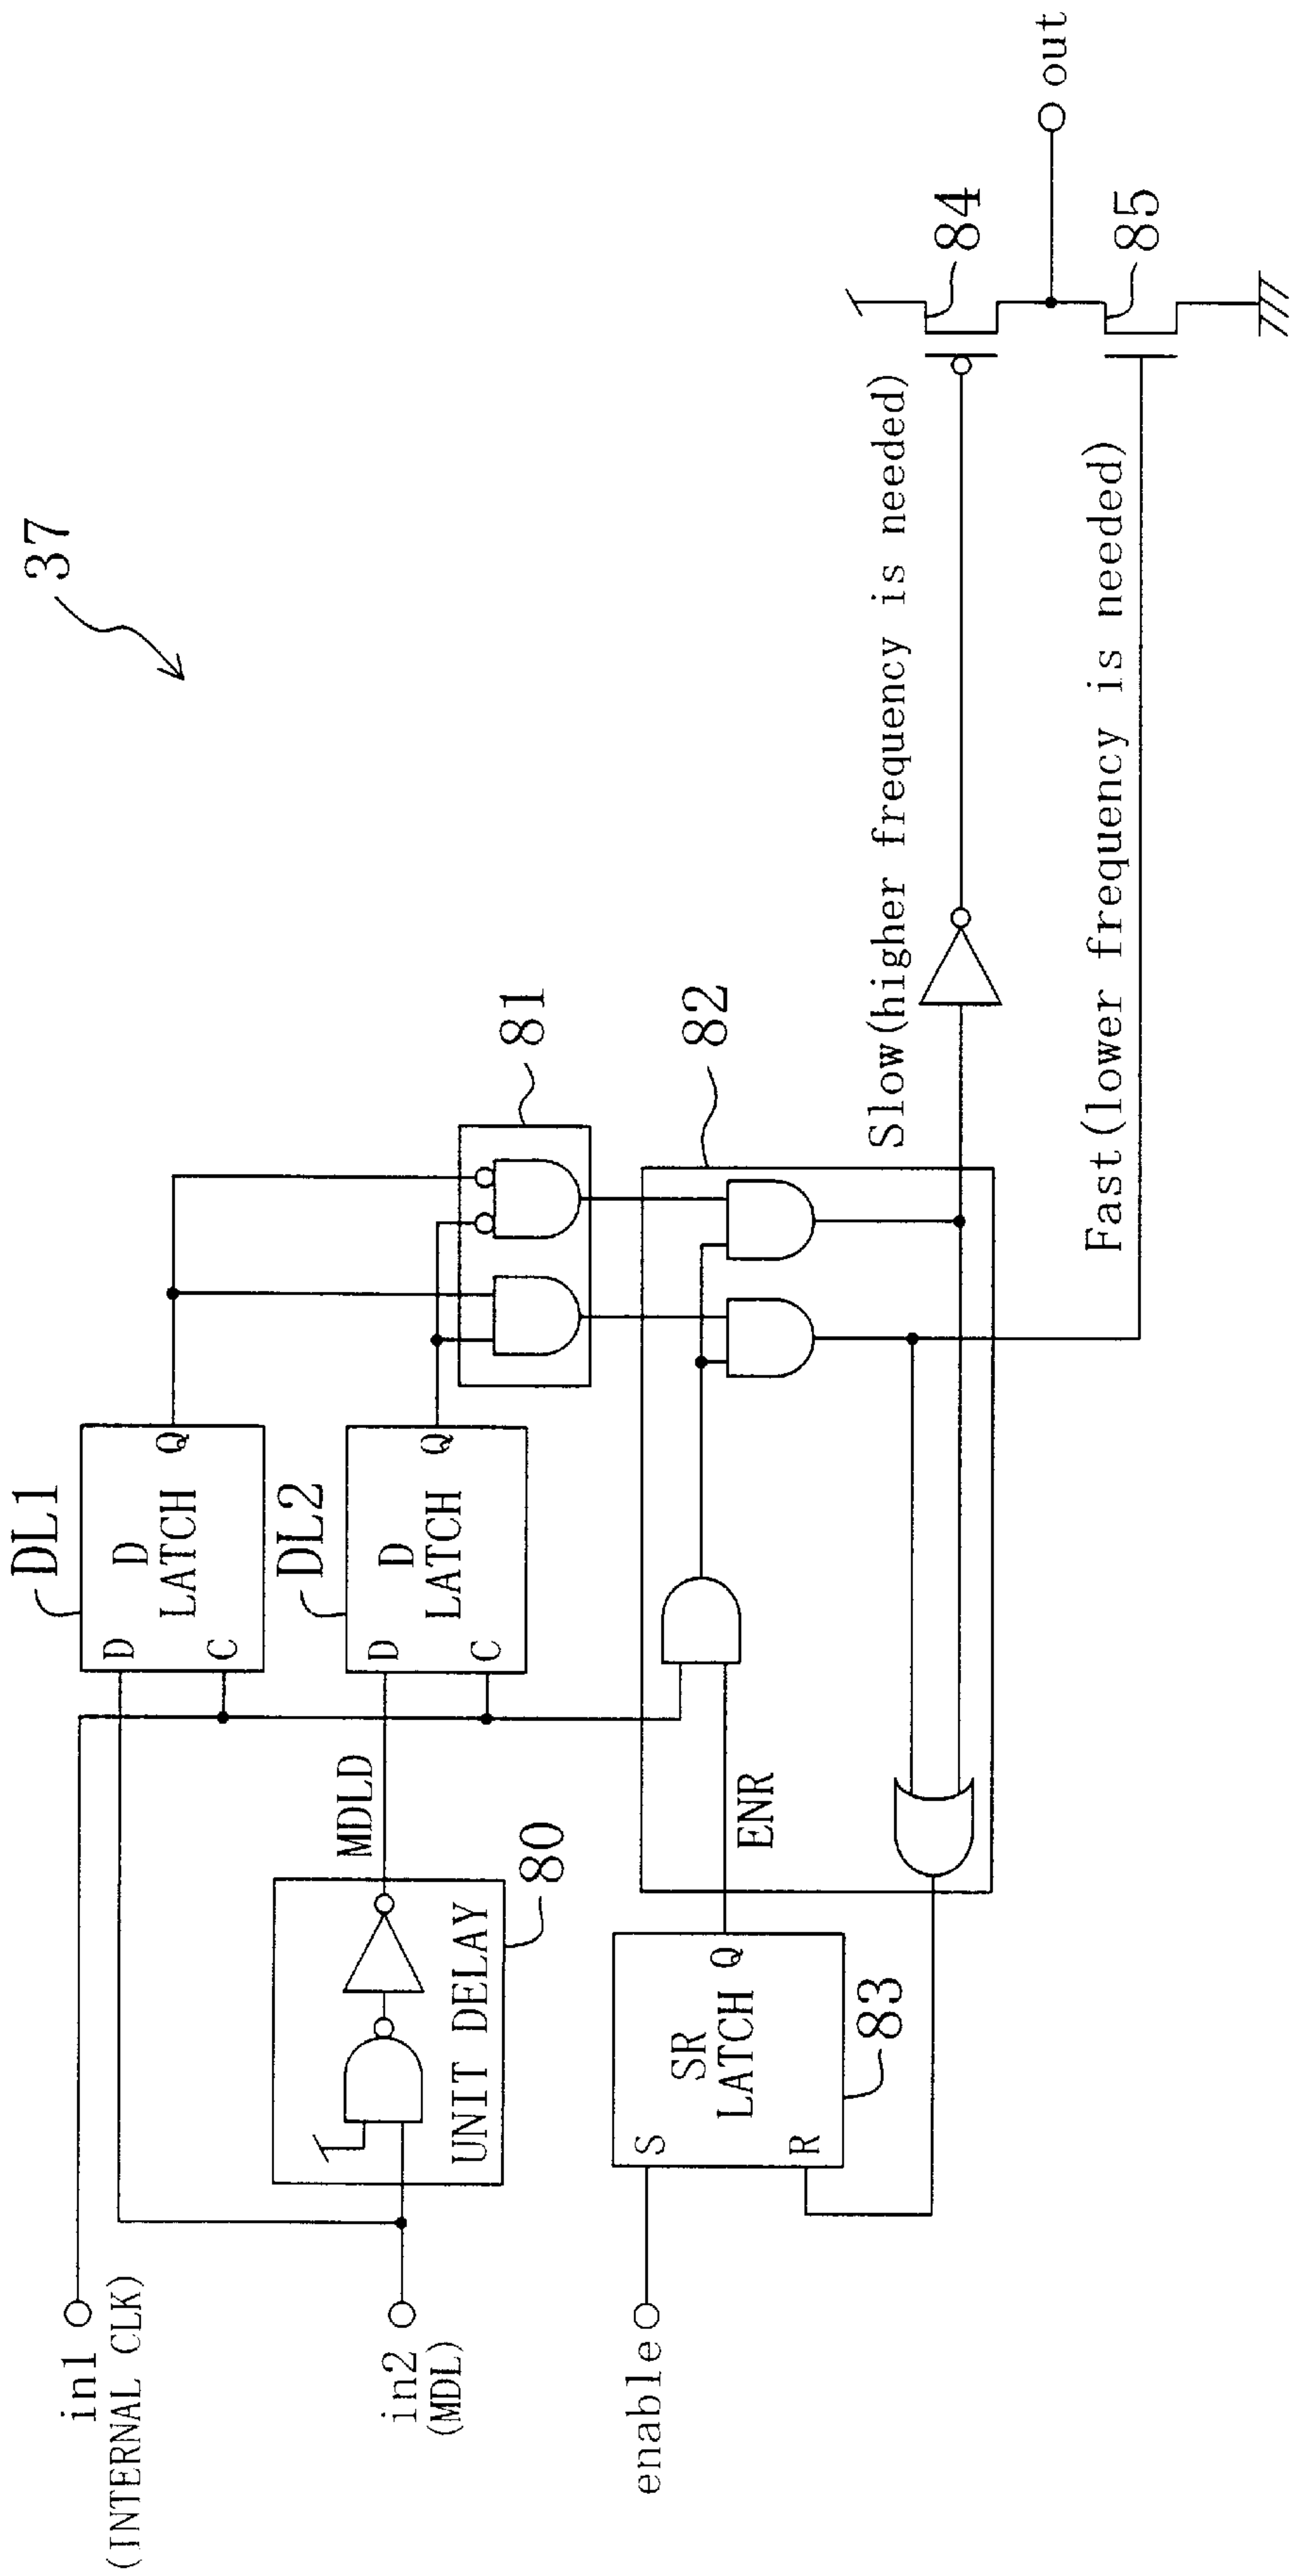 37
in1
(INTERNAL CLK)
in2
(MDL)
enable
UNIT DELAY
80
MDLD
DL1
D
C
D
LATCH
Q
DL2
D
C
D
LATCH
Q
81
82
S
R
SR
LATCH
Q
83
ENR
Slow(higher frequency is needed)
Fast(lower frequency is needed)
84
85
out